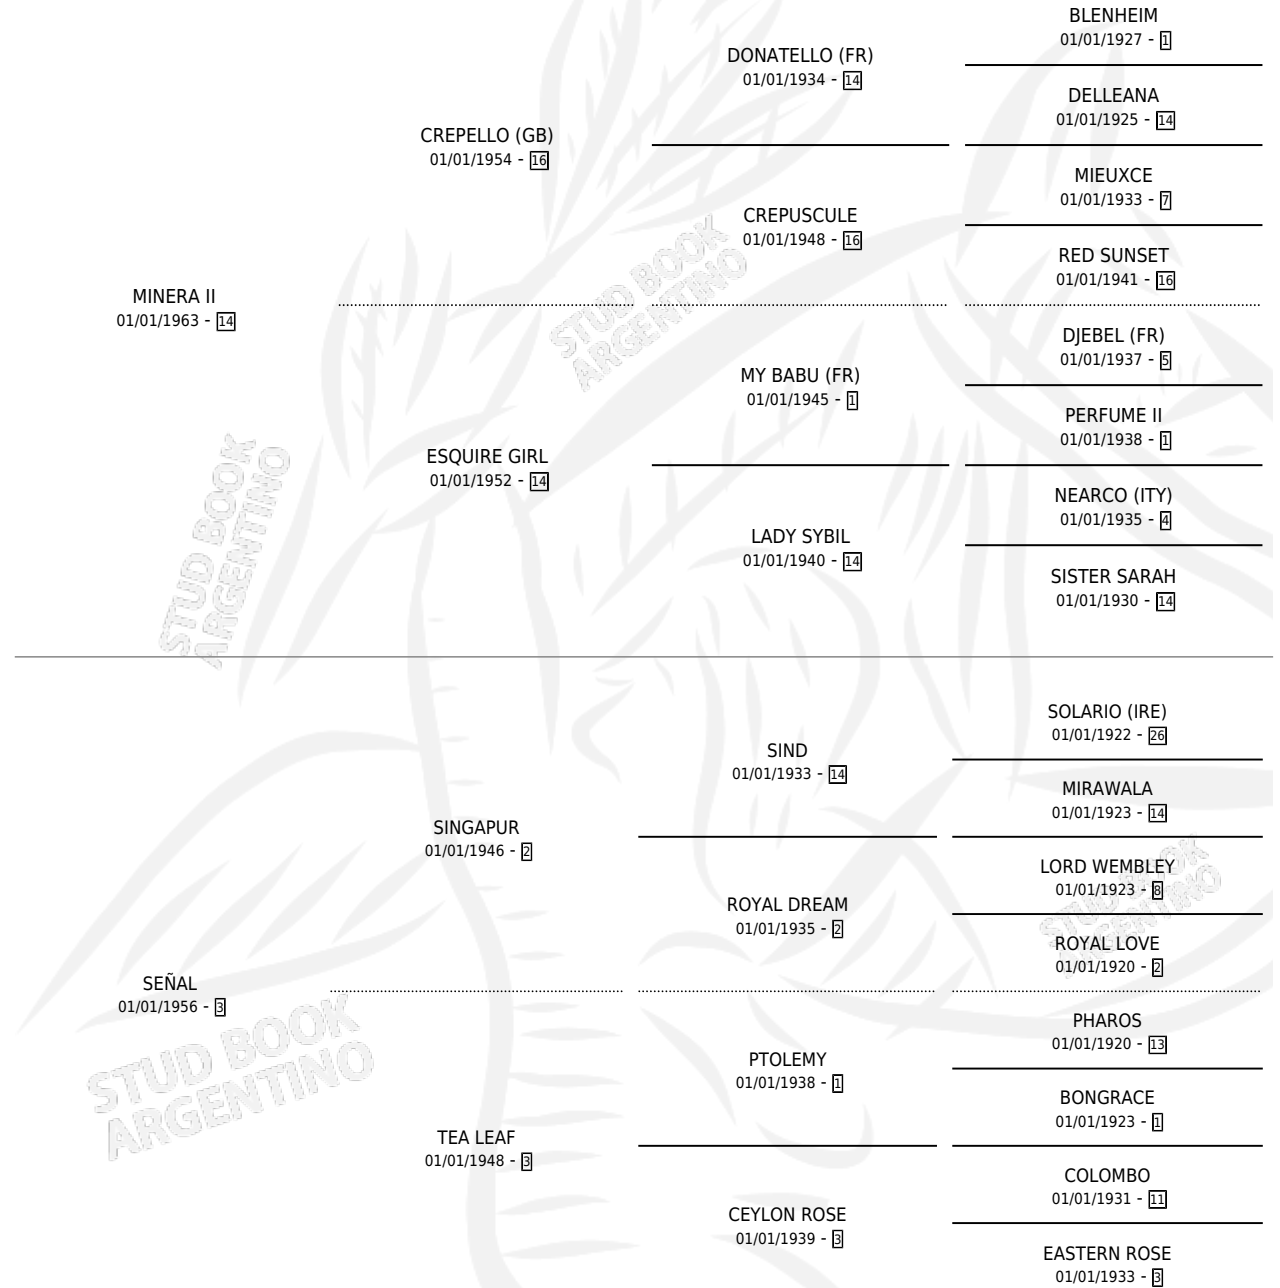 BLENHEIM
01/01/1927 - 1
DONATELLO (FR)
01/01/1934 - 14
DELLEANA
01/01/1925 - 14
CREPELLO (GB)
01/01/1954 - 16
MIEUXCE
01/01/1933 - 7
CREPUSCULE
01/01/1948 - 16
RED SUNSET
01/01/1941 - 16
MINERA II
01/01/1963 - 14
STUD BOOK
ARGENTINO
DJEBEL (FR)
01/01/1937 - 5
MY BABU (FR)
01/01/1945 - 1
PERFUME II
01/01/1938 - 1
ESQUIRE GIRL
01/01/1952 - 14
NEARCO (ITY)
01/01/1935 - 4
LADY SYBIL
01/01/1940 - 14
SISTER SARAH
01/01/1930 - 14
STUD BOOK
ARGENTINO
SOLARIO (IRE)
01/01/1922 - 26
SIND
01/01/1933 - 14
MIRAWALA
01/01/1923 - 14
SINGAPUR
01/01/1946 - 2
LORD WEMBLEY
01/01/1923 - 8
ROYAL DREAM
01/01/1935 - 2
ROYAL LOVE
01/01/1920 - 2
STUD BOOK
ARGENTINO
SEÑAL
01/01/1956 - 3
PHAROS
01/01/1920 - 13
PTOLEMY
01/01/1938 - 1
BONGRACE
01/01/1923 - 1
STUD BOOK
ARGENTINO
TEA LEAF
01/01/1948 - 3
COLOMBO
01/01/1931 - 11
CEYLON ROSE
01/01/1939 - 3
EASTERN ROSE
01/01/1933 - 3